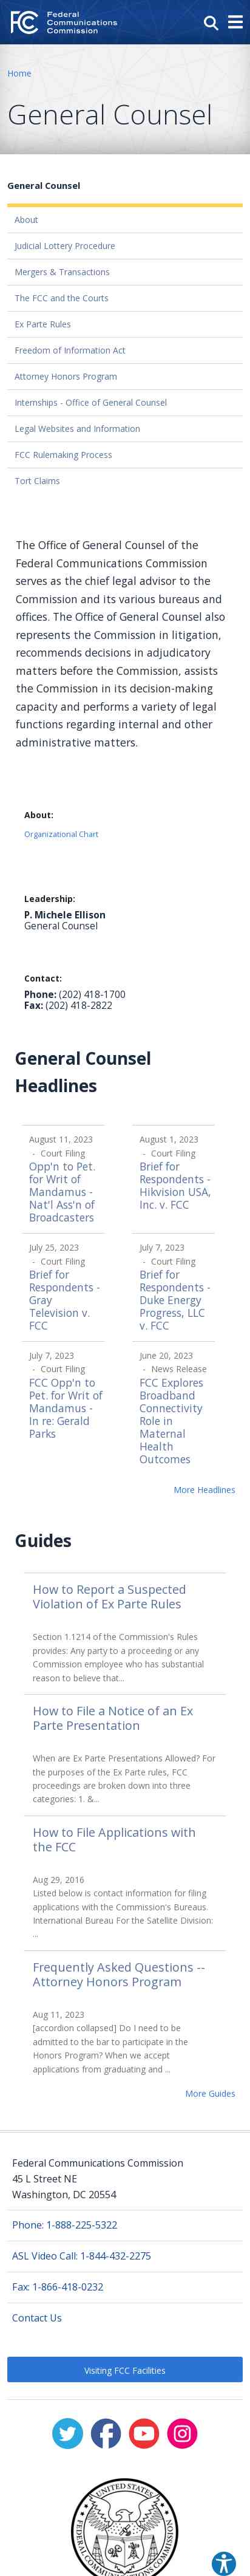 Federal
Communications
Commission
Home
General Counsel
General Counsel
About
Judicial Lottery Procedure
Mergers & Transactions
The FCC and the Courts
Ex Parte Rules
Freedom of Information Act
Attorney Honors Program
Internships - Office of General Counsel
Legal Websites and Information
FCC Rulemaking Process
Tort Claims
The Office of General Counsel of the
Federal Communications Commission
serves as the chief legal advisor to the
Commission and its various bureaus and
offices. The Office of General Counsel also
represents the Commission in litigation,
recommends decisions in adjudicatory
matters before the Commission, assists
the Commission in its decision-making
capacity and performs a variety of legal
functions regarding internal and other
administrative matters.
About:
Organizational Chart
Leadership:
P. Michele Ellison
General Counsel
Contact:
Phone: (202) 418-1700
Fax: (202) 418-2822
General Counsel
Headlines
August 11, 2023
- Court Filing
Opp'n to Pet.
for Writ of
Mandamus -
Nat'l Ass'n of
Broadcasters
August 1, 2023
- Court Filing
Brief for
Respondents -
Hikvision USA,
Inc. v. FCC
July 25, 2023
- Court Filing
Brief for
Respondents -
Gray
Television v.
FCC
July 7, 2023
- Court Filing
Brief for
Respondents -
Duke Energy
Progress, LLC
v. FCC
July 7, 2023
- Court Filing
FCC Opp'n to
Pet. for Writ of
Mandamus -
In re: Gerald
Parks
June 20, 2023
- News Release
FCC Explores
Broadband
Connectivity
Role in
Maternal
Health
Outcomes
More Headlines
Guides
How to Report a Suspected
Violation of Ex Parte Rules
Section 1.1214 of the Commission's Rules
provides: Any party to a proceeding or any
Commission employee who has substantial
reason to believe that...
How to File a Notice of an Ex
Parte Presentation
When are Ex Parte Presentations Allowed? For
the purposes of the Ex Parte rules, FCC
proceedings are broken down into three
categories: 1. &...
How to File Applications with
the FCC
Aug 29, 2016
Listed below is contact information for filing
applications with the Commission's Bureaus.
International Bureau For the Satellite Division:
...
Frequently Asked Questions --
Attorney Honors Program
Aug 11, 2023
[accordion collapsed] Do I need to be
admitted to the bar to participate in the
Honors Program? When we accept
applications from graduating and ...
More Guides
Federal Communications Commission
45 L Street NE
Washington, DC 20554
Phone: 1-888-225-5322
ASL Video Call: 1-844-432-2275
Fax: 1-866-418-0232
Contact Us
Visiting FCC Facilities
UNITED STATES